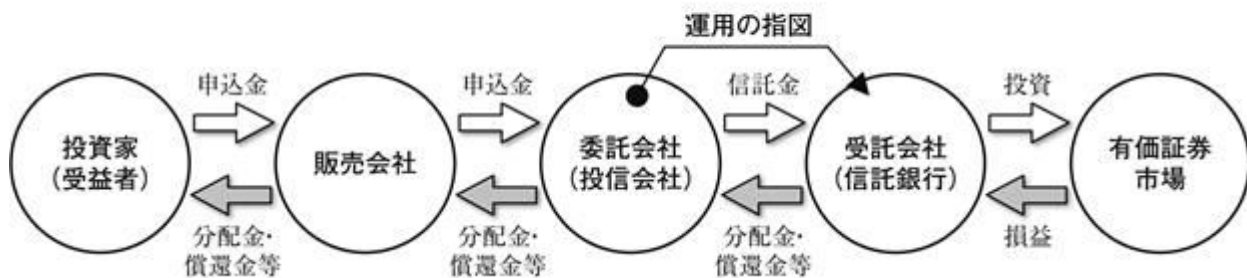 運用の指図
申込金
申込金
信託金
投資
投資家
（受益者）
販売会社
委託会社
（投信会社）
受託会社
（信託銀行）
有価証券
市場
分配金・
償還金等
分配金・
償還金等
分配金・
償還金等
損益